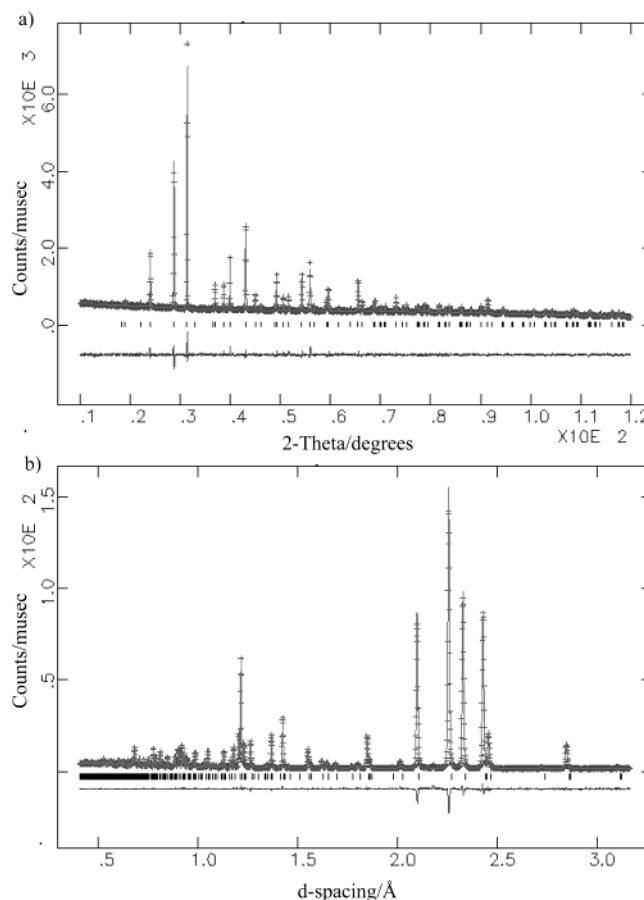 a)
X10E 3
Counts/musec
6.0
4.0
2.0
.0
.1 .2 .3 .4 .5 .6 .7 .8 .9 1.0 1.1 1.2
2-Theta/degrees X10E 2
b)
X10E 2
Counts/musec
1.5
1.0
.5
.0
.5 1.0 1.5 2.0 2.5 3.0
d-spacing/Å